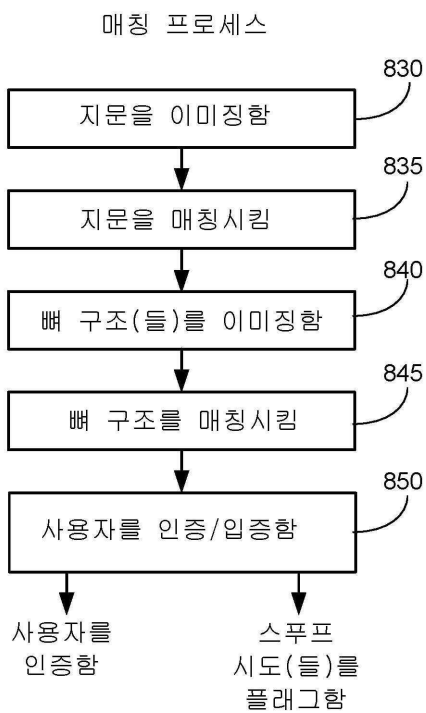 매칭 프로세스
830
지문을 이미징함
835
지문을 매칭시킴
840
뼈 구조(들)를 이미징함
845
뼈 구조를 매칭시킴
850
사용자를 인증/입증함
사용자를
인증함
스푸프
시도(들)를
플래그함